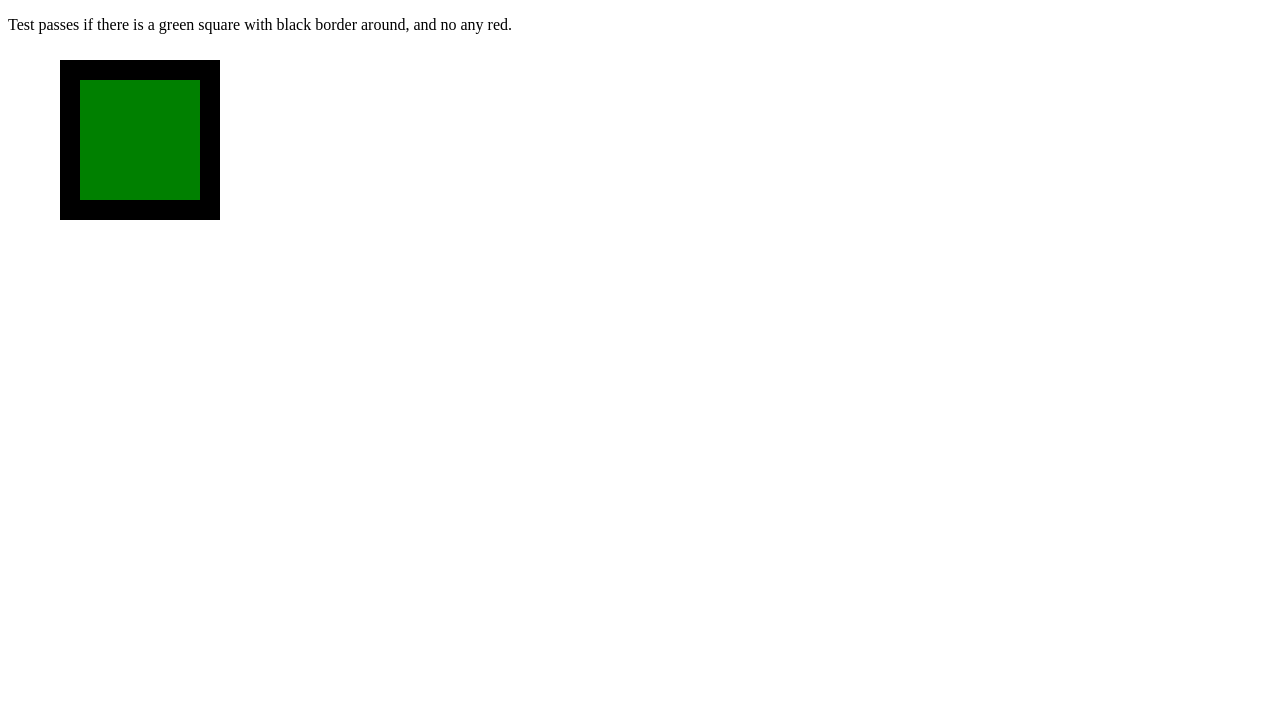 Test passes if there is a green square with black border around, and no any red.